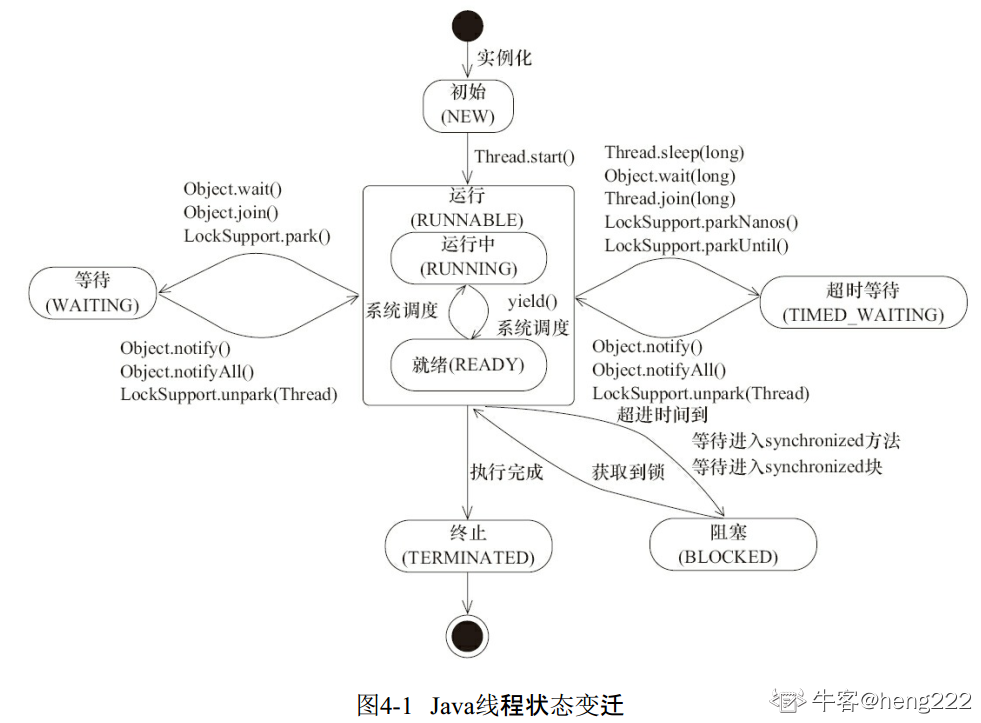 实例化
初始
(NEW)
Thread.start()
Object.wait()
Object.join()
LockSupport.park()
等待
(WAITING)
Object.notify()
Object.notifyAll()
LockSupport.unpark(Thread)
运行
(RUNNABLE)
运行中
(RUNNING)
系统调度
yield()
系统调度
就绪(READY)
Thread.sleep(long)
Object.wait(long)
Thread.join(long)
LockSupport.parkNanos()
LockSupport.parkUntil()
超时等待
(TIMED_WAITING)
Object.notify()
Object.notifyAll()
LockSupport.unpark(Thread)
超进时间到
等待进入synchronized方法
等待进入synchronized块
获取到锁
执行完成
阻塞
(BLOCKED)
终止
(TERMINATED)
图4-1 Java线程状态变迁
牛客@heng222